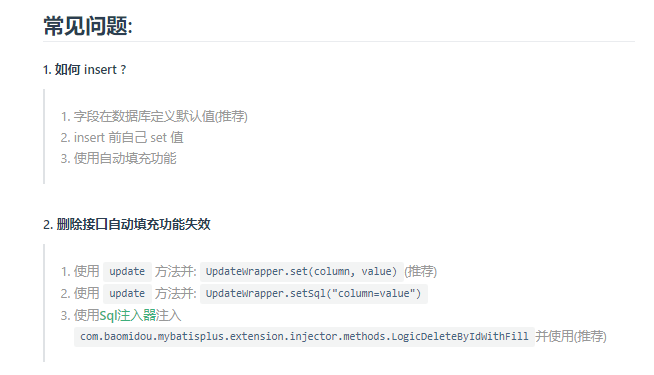 常见问题:
1. 如何 insert ?
1. 字段在数据库定义默认值(推荐)
2. insert 前自己 set 值
3. 使用自动填充功能
2. 删除接口自动填充功能失效
1. 使用 update 方法并: UpdateWrapper.set(column, value) (推荐)
2. 使用 update 方法并: UpdateWrapper.setSql("column=value")
3. 使用Sql注入器注入
com.baomidou.mybatisplus.extension.injector.methods.LogicDeleteByIdWithFill 并使用(推荐)